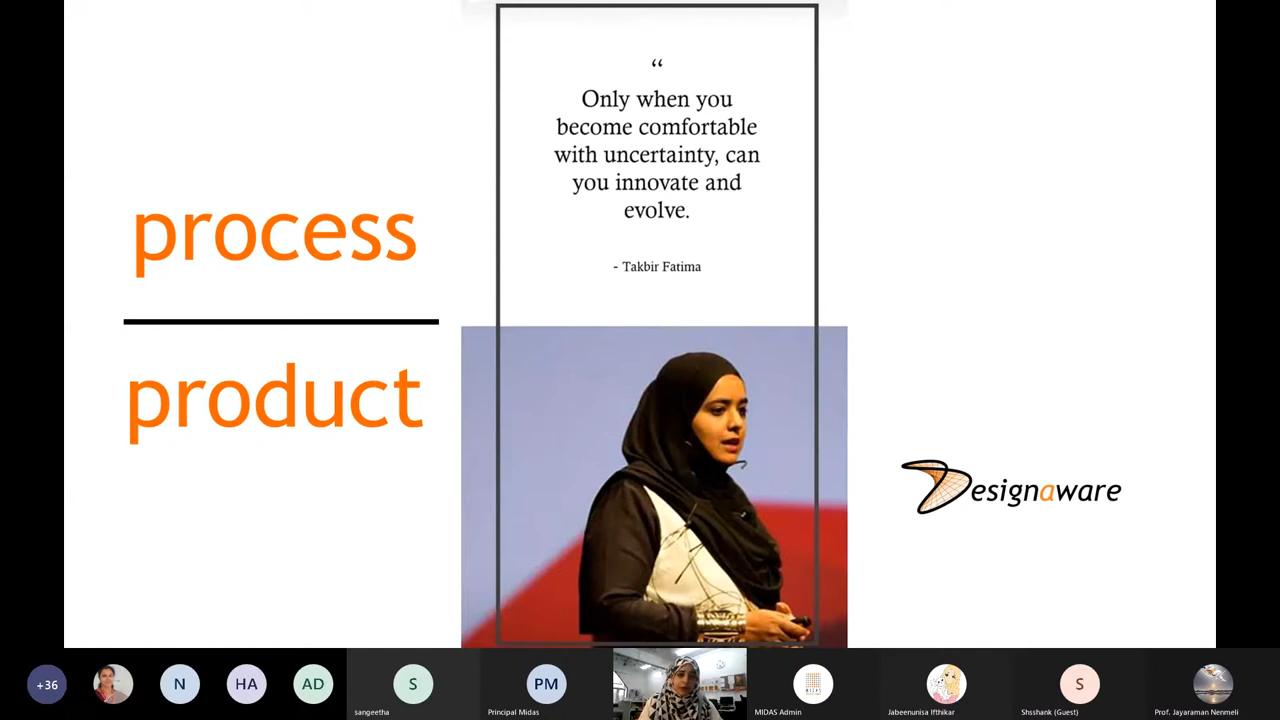 “
Only when you
become comfortable
with uncertainty, can
you innovate and
evolve.
- Takbir Fatima
process
product
Designaware
+36
N
HA
AD
S
sangeetha
PM
Principal Midas
MIDAS
MIDAS Admin
Jabeenunisa Ifthikar
S
Shsshank (Guest)
Prof. Jayaraman Nenmeli